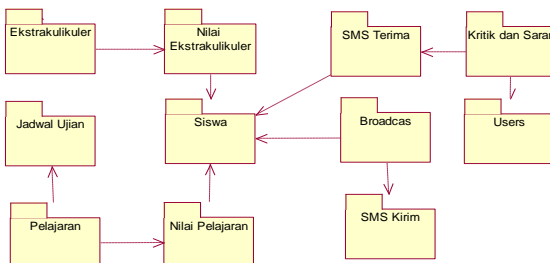 Ekstrakulikuler
Nilai
Ekstrakulikuler
SMS Terima
Kritik dan Saran
Jadwal Ujian
Siswa
Broadcas
Users
Pelajaran
Nilai Pelajaran
SMS Kirim